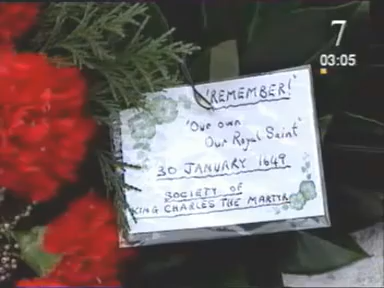 7
03:05
'REMEMBER!'
'Our own
Our Royal Saint'
30 JANUARY 1649
SOCIETY OF
KING CHARLES THE MARTYR